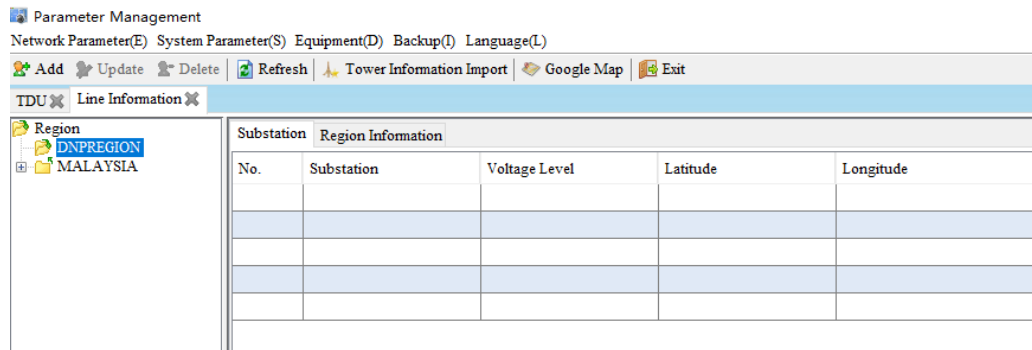 Parameter Management
Network Parameter(E) System Parameter(S) Equipment(D) Backup(I) Language(L)
Add Update Delete Refresh Tower Information Import Google Map Exit
TDU Line Information
Region
DNPREGION
MALAYSIA
Substation Region Information
No. Substation Voltage Level Latitude Longitude